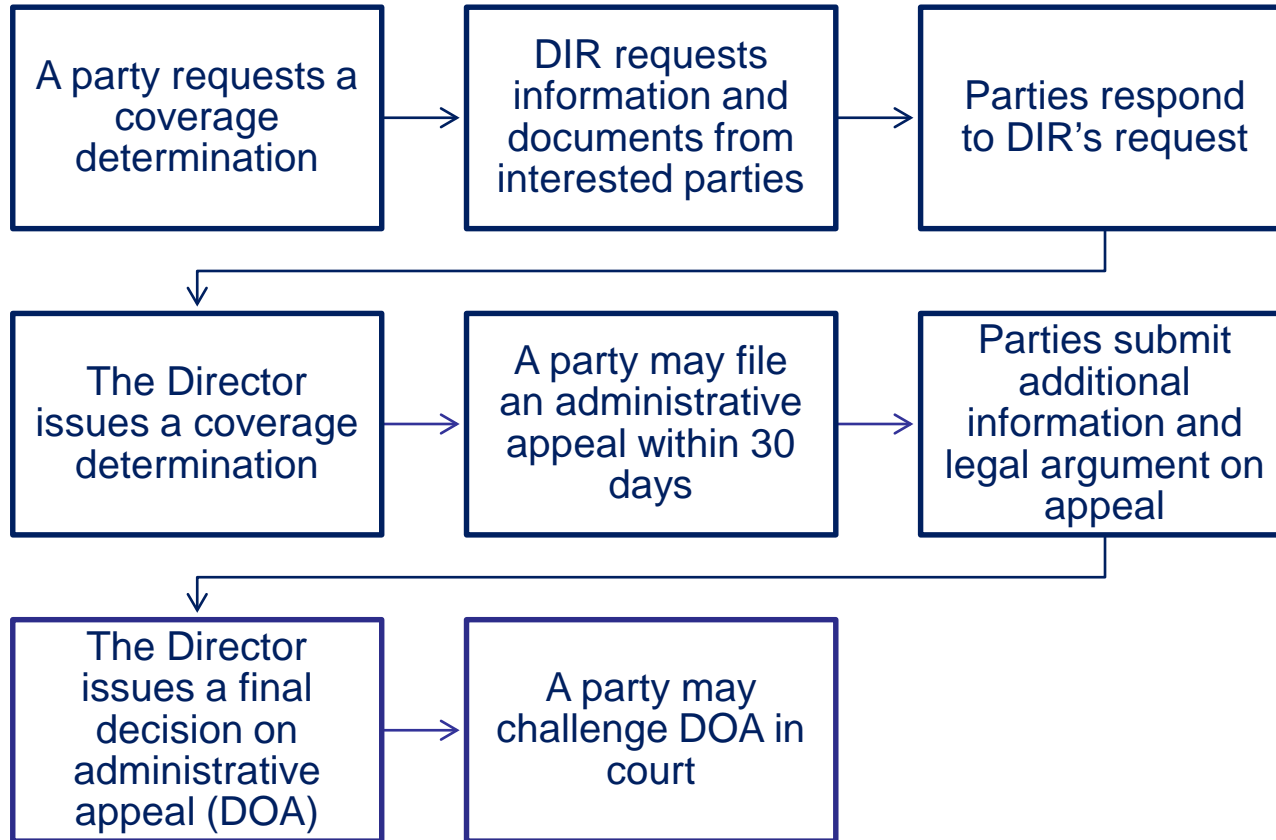 A party requests a
coverage
determination
DIR requests
information and
documents from
interested parties
Parties respond
to DIR’s request
The Director
issues a coverage
determination
A party may file
an administrative
appeal within 30
days
Parties submit
additional
information and
legal argument on
appeal
The Director
issues a final
decision on
administrative
appeal (DOA)
A party may
challenge DOA in
court